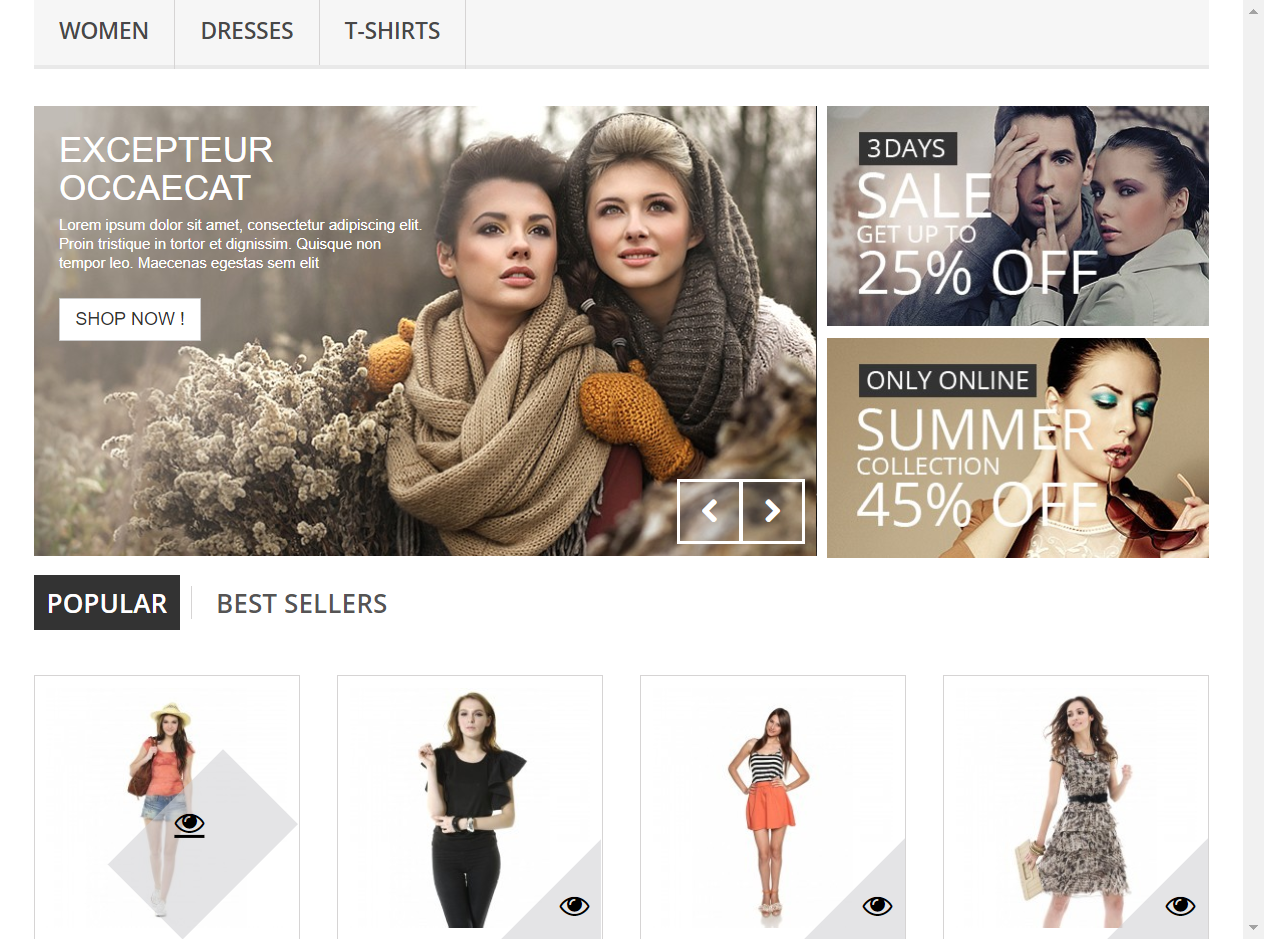 WOMEN
DRESSES
T-SHIRTS
EXCEPTEUR
OCCAECAT
Lorem ipsum dolor sit amet, consectetur adipiscing elit.
Proin tristique in tortor et dignissim. Quisque non
tempor leo. Maecenas egestas sem elit
SHOP NOW !
3 DAYS
SALE
GET UP TO
25% OFF
ONLY ONLINE
SUMMER
COLLECTION
45% OFF
POPULAR
BEST SELLERS